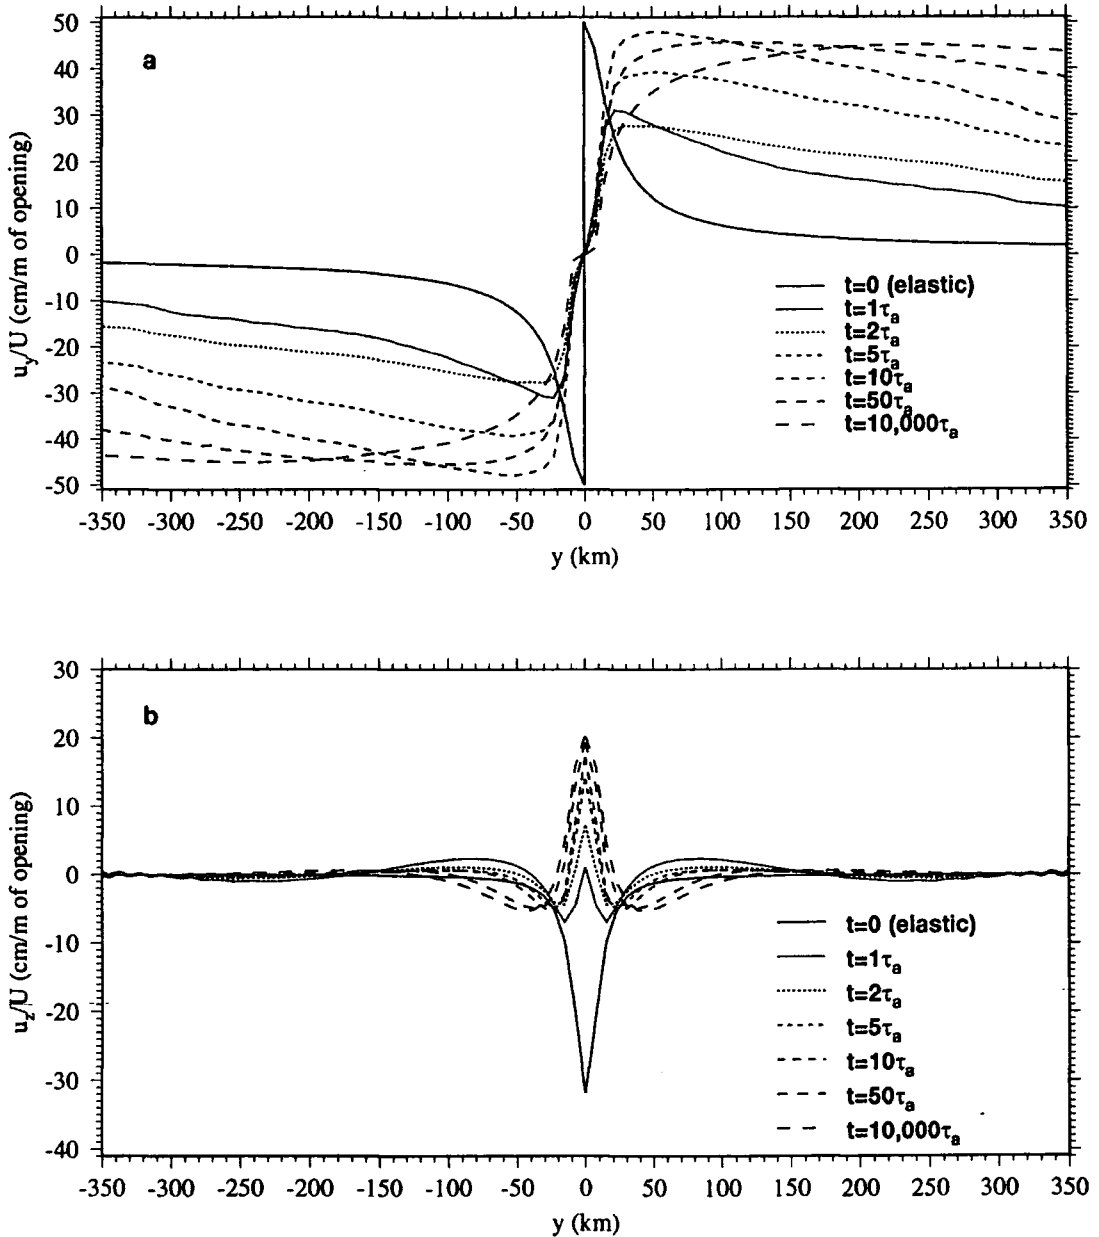 a
50
40
30
20
10
0
-10
-20
-30
-40
-50
u_y/U (cm/m of opening)
t=0 (elastic)
t=1τ_a
t=2τ_a
t=5τ_a
t=10τ_a
t=50τ_a
t=10,000τ_a
-350 -300 -250 -200 -150 -100 -50 0 50 100 150 200 250 300 350
y (km)
b
30
20
10
0
-10
-20
-30
-40
u_z/U (cm/m of opening)
t=0 (elastic)
t=1τ_a
t=2τ_a
t=5τ_a
t=10τ_a
t=50τ_a
t=10,000τ_a
-350 -300 -250 -200 -150 -100 -50 0 50 100 150 200 250 300 350
y (km)